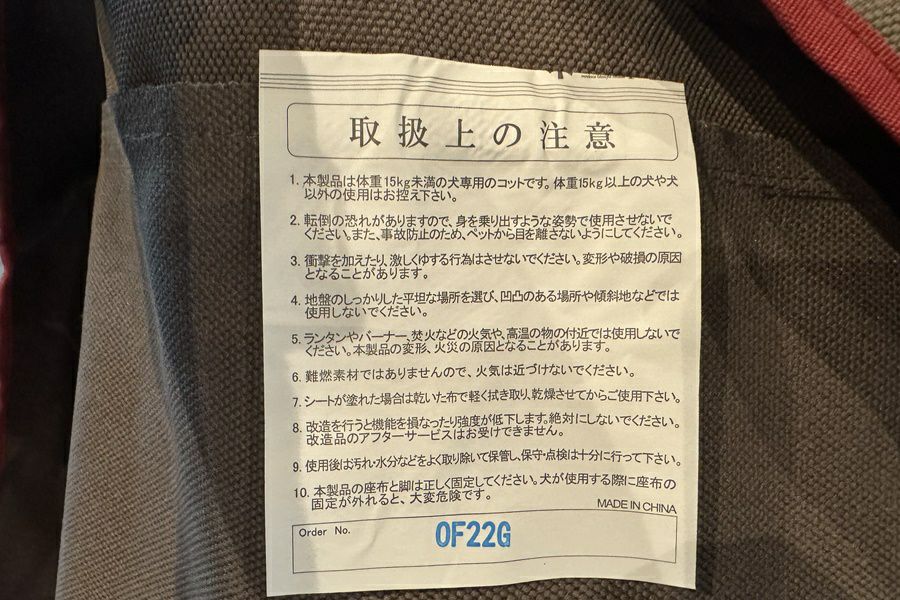 取扱上の注意
1. 本製品は体重15kg未満の犬専用のコットです。体重15kg以上の犬や犬
以外の使用はお控え下さい。
2. 転倒の恐れがありますので、身を乗り出すような姿勢で使用させないで
ください。また、事故防止のため、ペットから目を離さないようにしてください。
3. 衝撃を加えたり、激しくゆする行為はさせないでください。変形や破損の原因
となることがあります。
4. 地盤のしっかりした平坦な場所を選び、凹凸のある場所や傾斜地などでは
使用しないでください。
5. ランタンやバーナー、焚火などの火気や、高温の物の付近では使用しないで
ください。本製品の変形、火災の原因となることがあります。
6. 難燃素材ではありませんので、火気は近づけないでください。
7. シートが塗れた場合は乾いた布で軽く拭き取り、乾燥させてからご使用下さい。
8. 改造を行うと機能を損なったり強度が低下します。絶対にしないでください。
改造品のアフターサービスはお受けできません。
9. 使用後は汚れ・水分などをよく取り除いて保管し、保守・点検は十分に行って下さい。
10. 本製品の座布と脚は正しく固定してください。犬が使用する際に座布の
固定が外れると、大変危険です。
MADE IN CHINA
Order No.
OF22G